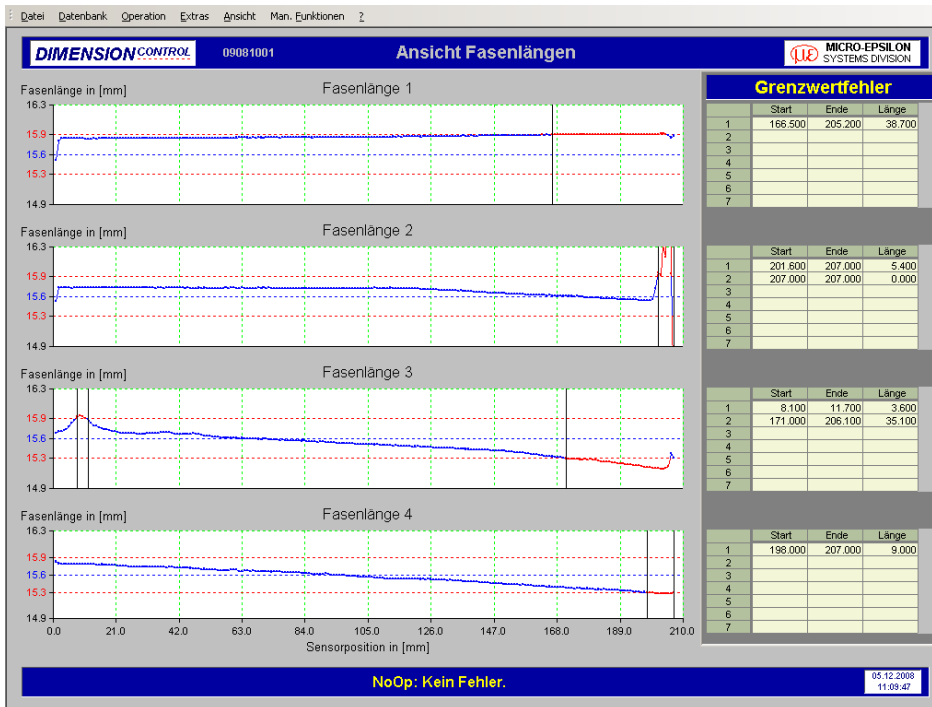 Datei Datenbank Operation Extras Ansicht Man. Funktionen ?
DIMENSION CONTROL
09081001
Ansicht Fasenlängen
MICRO-EPSILON
SYSTEMS DIVISION
Fasenlänge in [mm]
Fasenlänge 1
16.3
15.9
15.6
15.3
14.9
Fasenlänge in [mm]
Fasenlänge 2
16.3
15.9
15.6
15.3
14.9
Fasenlänge in [mm]
Fasenlänge 3
16.3
15.9
15.6
15.3
14.9
Fasenlänge in [mm]
Fasenlänge 4
16.3
15.9
15.6
15.3
14.9
0.0 21.0 42.0 63.0 84.0 105.0 126.0 147.0 168.0 189.0 210.0
Sensorposition in [mm]
Grenzwertfehler
Start Ende Länge
1 166.500 205.200 38.700
2
3
4
5
6
7
Start Ende Länge
1 201.600 207.000 5.400
2 207.000 207.000 0.000
3
4
5
6
7
Start Ende Länge
1 8.100 11.700 3.600
2 171.000 206.100 35.100
3
4
5
6
7
Start Ende Länge
1 198.000 207.000 9.000
2
3
4
5
6
7
NoOp: Kein Fehler.
05.12.2008
11:09:47